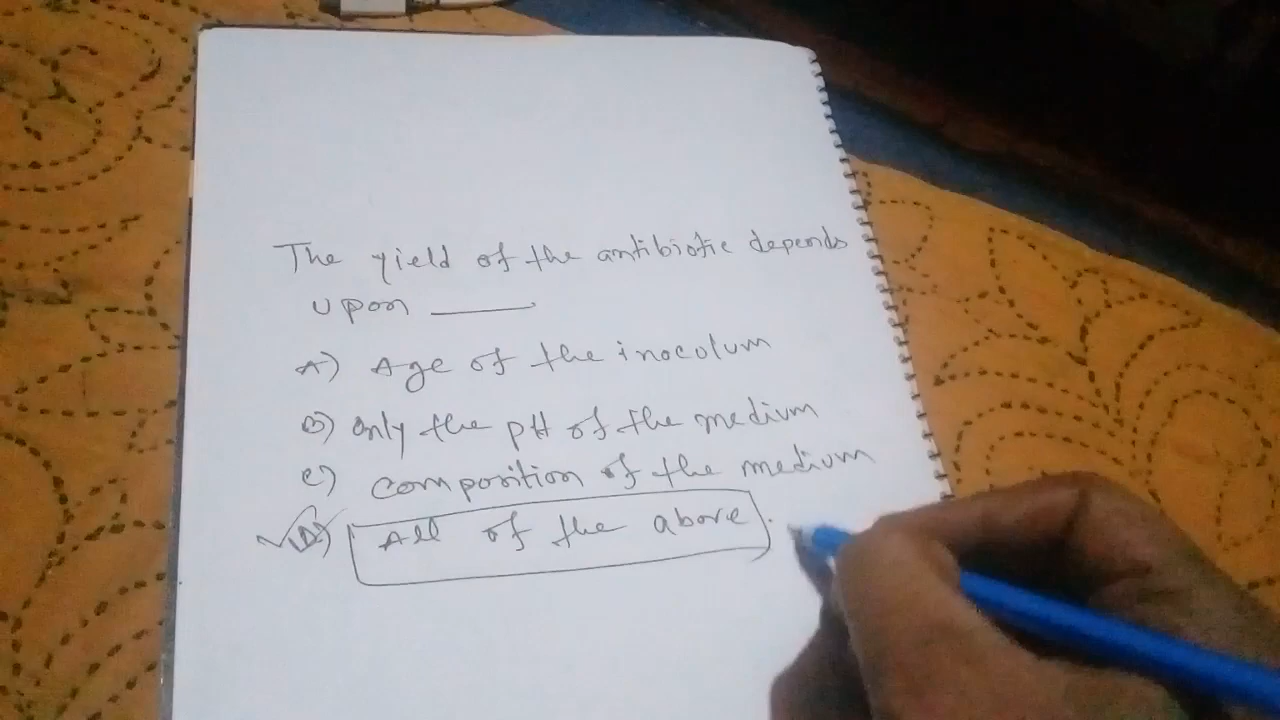 The yield of the antibiotic depends
upon ______
A) Age of the inocolum
B) only the pH of the medium
C) composition of the medium
D) All of the above.